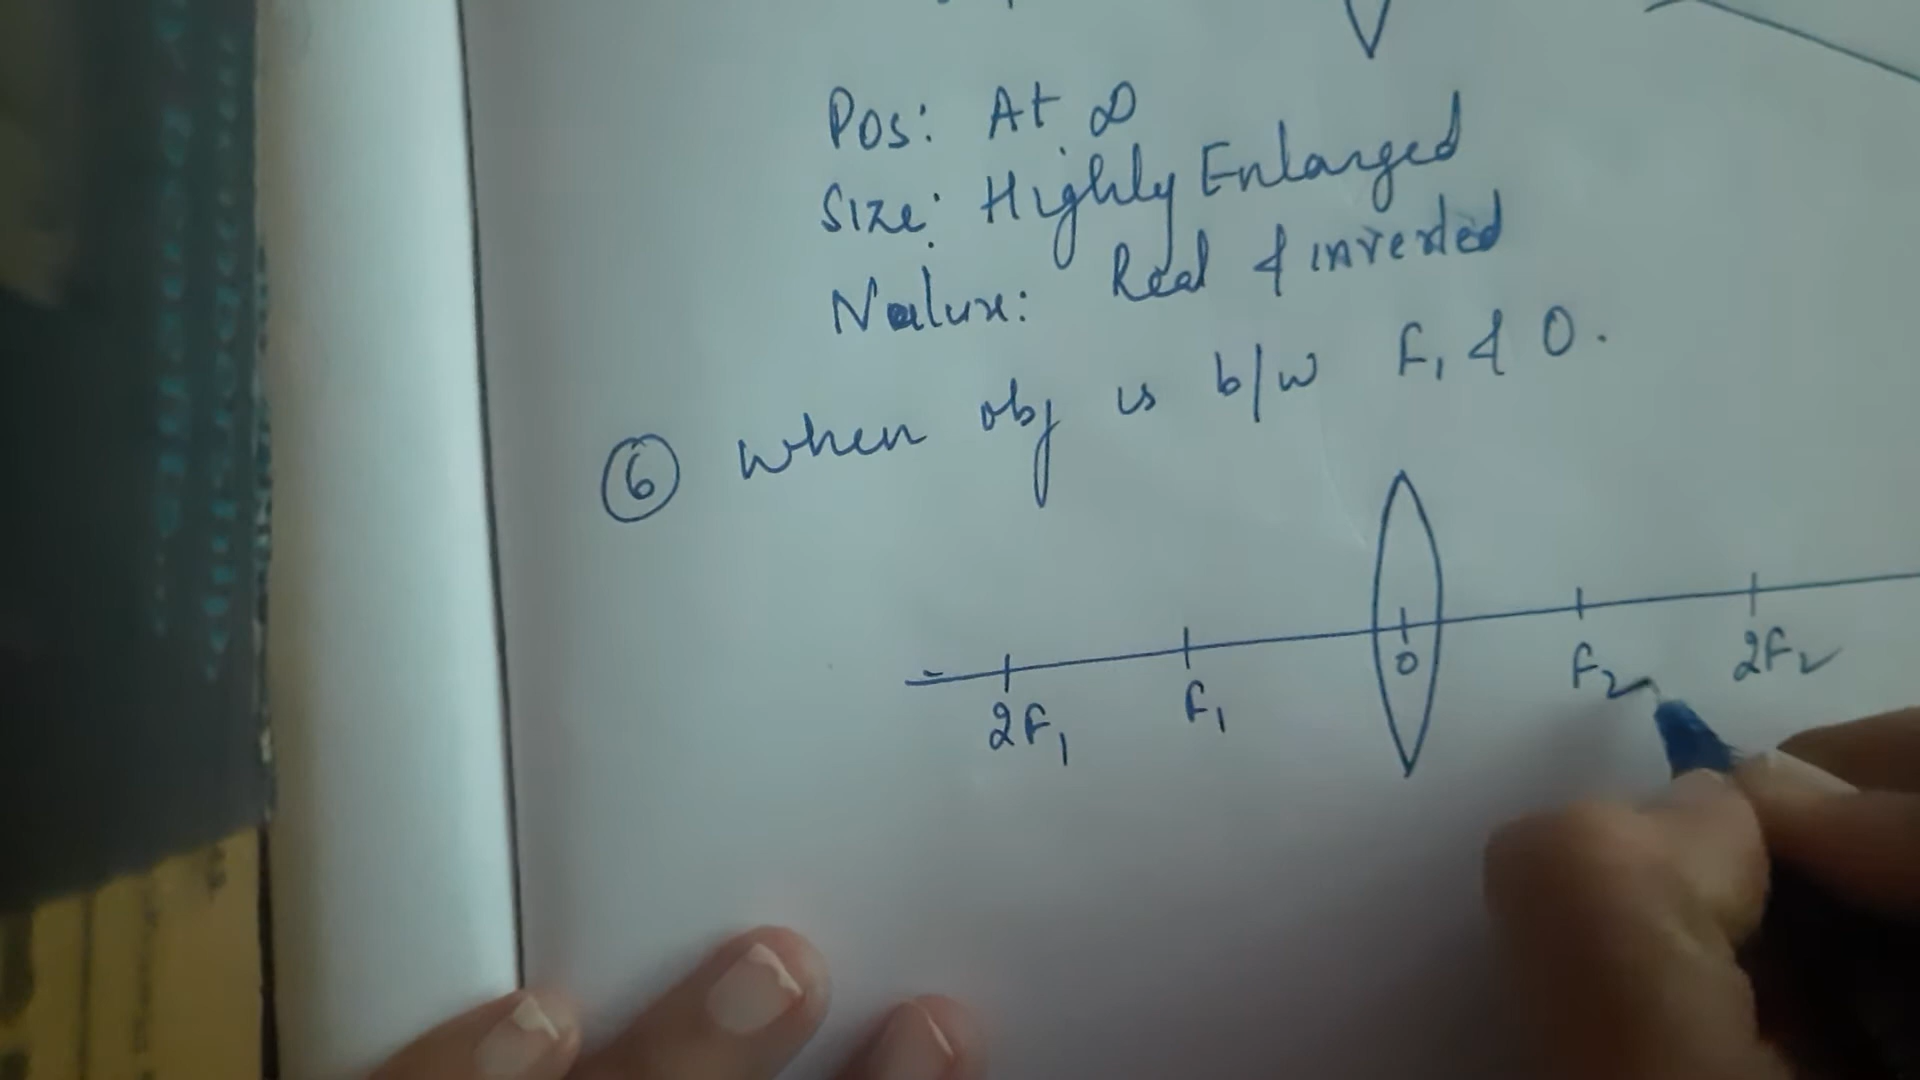 Pos: At ∞
Size: Highly Enlarged
Nature: Real & inverted
⑥ When obj is b/w F₁ & O.
2F₁ F₁ O F₂ 2F₂